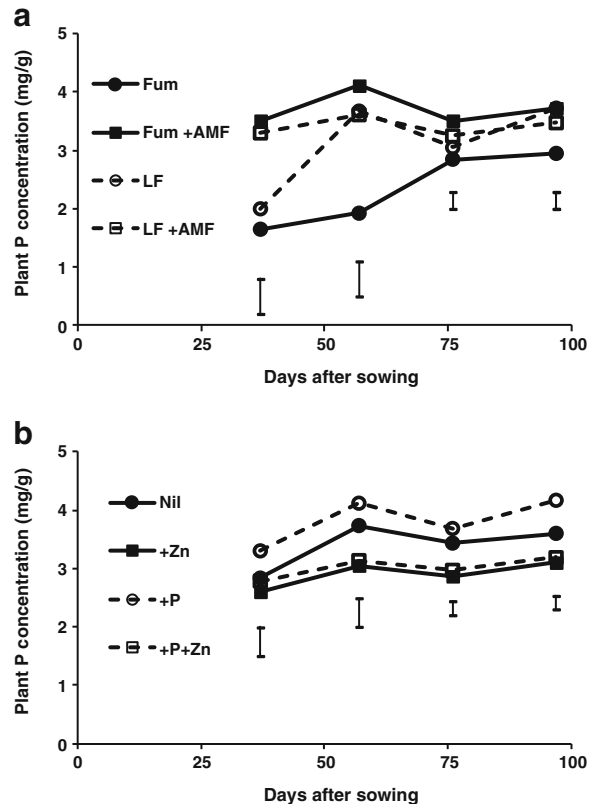 a
Plant P concentration (mg/g)
5
4
3
2
1
0
Fum
Fum +AMF
LF
LF +AMF
0 25 50 75 100
Days after sowing
b
Plant P concentration (mg/g)
5
4
3
2
1
0
Nil
+Zn
+P
+P+Zn
0 25 50 75 100
Days after sowing